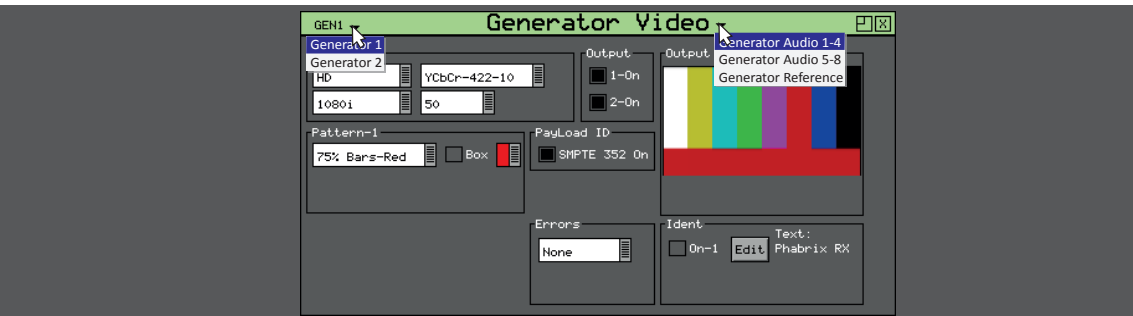 GEN1 Generator Video
Generator 1
Generator 2
Generator Audio 1-4
Generator Audio 5-8
Generator Reference
HD YCbCr-422-10
1080i 50
Output
1-On
2-On
Output
Pattern-1
75% Bars-Red Box
PayLoad ID
SMPTE 352 On
Errors
None
Ident
On-1 Edit
Text:
Phabrix RX